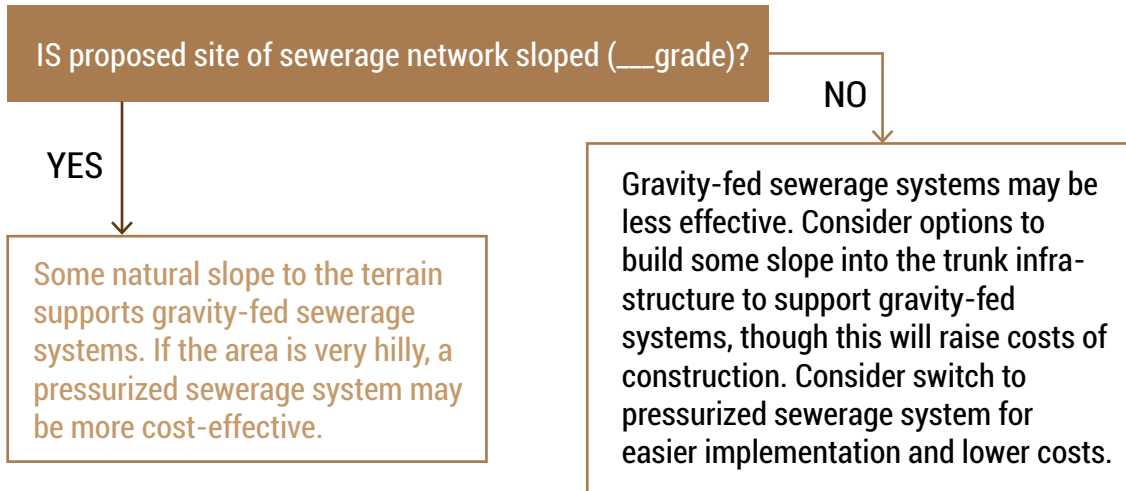 IS proposed site of sewerage network sloped (___grade)?
NO
YES
Some natural slope to the terrain
supports gravity-fed sewerage
systems. If the area is very hilly, a
pressurized sewerage system may
be more cost-effective.
Gravity-fed sewerage systems may be
less effective. Consider options to
build some slope into the trunk infra-
structure to support gravity-fed
systems, though this will raise costs of
construction. Consider switch to
pressurized sewerage system for
easier implementation and lower costs.